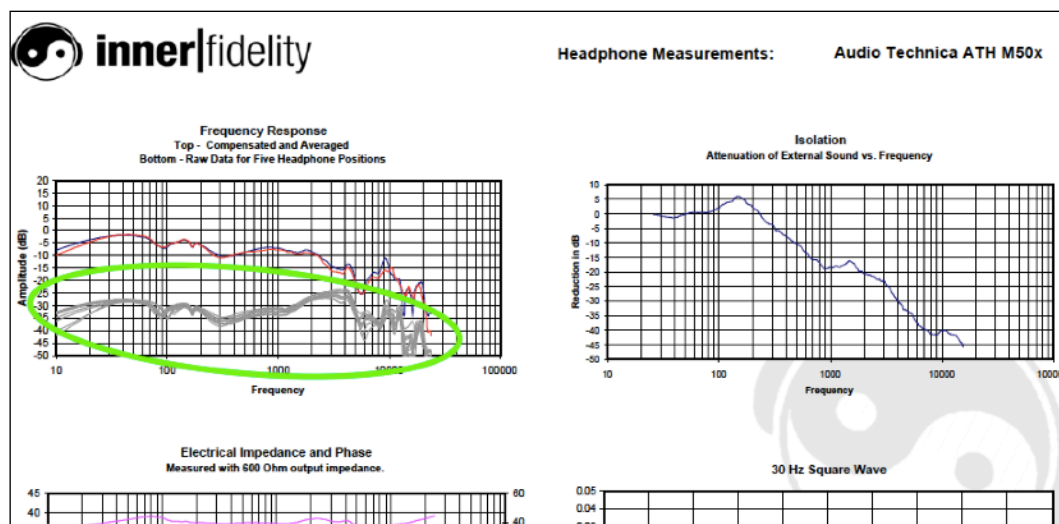 inner|fidelity
Headphone Measurements: Audio Technica ATH M50x
Frequency Response
Top - Compensated and Averaged
Bottom - Raw Data for Five Headphone Positions
20
15
10
5
0
-5
-10
-15
-20
-25
-30
-35
-40
-45
-50
Amplitude (dB)
10 100 1000 10000 100000
Frequency
Isolation
Attenuation of External Sound vs. Frequency
10
5
0
-5
-10
-15
-20
-25
-30
-35
-40
-45
-50
Reduction in dB
10 100 1000 10000 1000
Frequency
Electrical Impedance and Phase
Measured with 600 Ohm output impedance.
45
40
60
40
30 Hz Square Wave
0.05
0.04